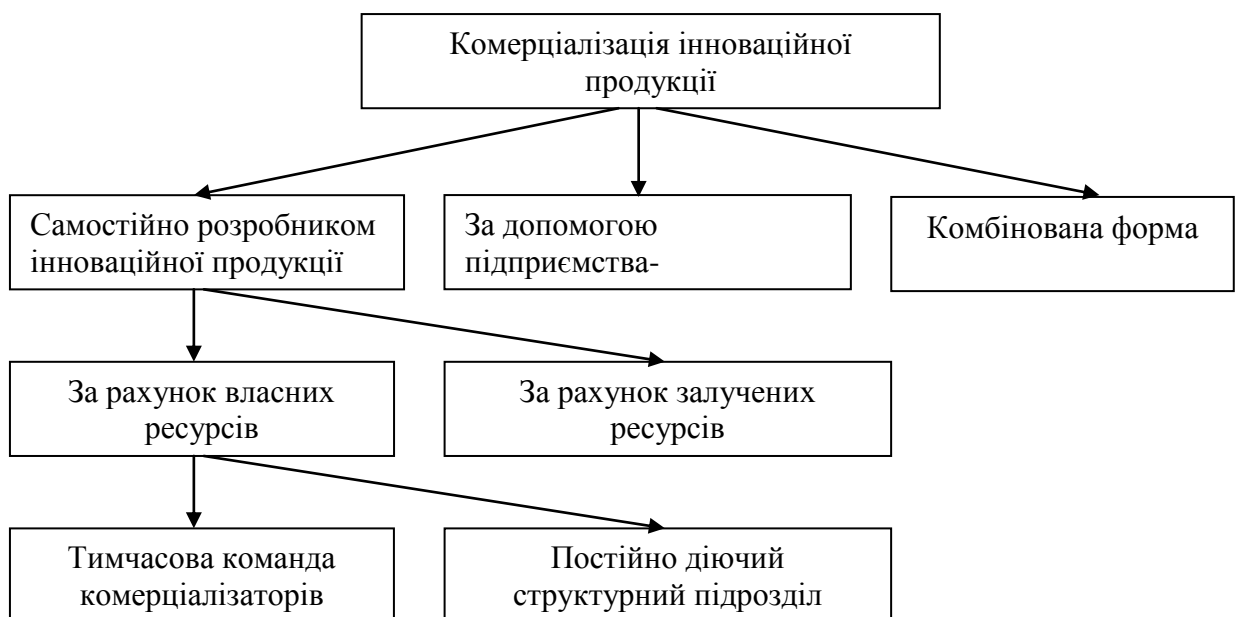 Комерціалізація інноваційної
продукції
Самостійно розробником
інноваційної продукції
За допомогою
підприємства-
Комбінована форма
За рахунок власних
ресурсів
За рахунок залучених
ресурсів
Тимчасова команда
комерціалізаторів
Постійно діючий
структурний підрозділ